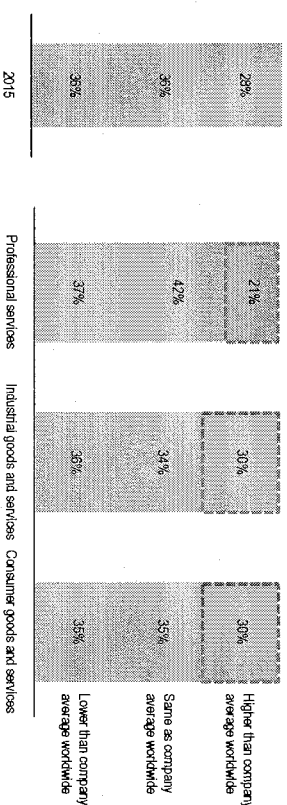 28%
36%
36%
2015
21%
42%
37%
Professional services
30%
34%
36%
Industrial goods and services
30%
35%
35%
Consumer goods and services
Higher than company
average worldwide
Same as company
average worldwide
Lower than company
average worldwide